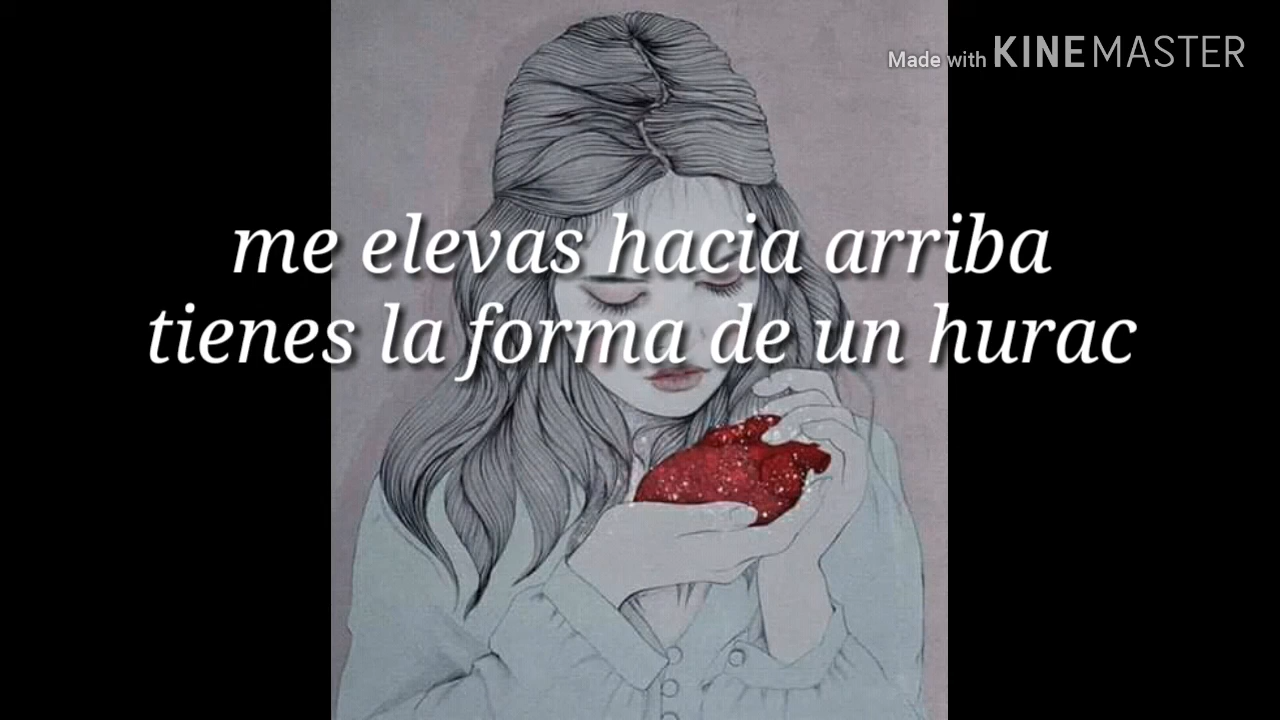 Made with KINEMASTER
me elevas hacia arriba
tienes la forma de un hurac